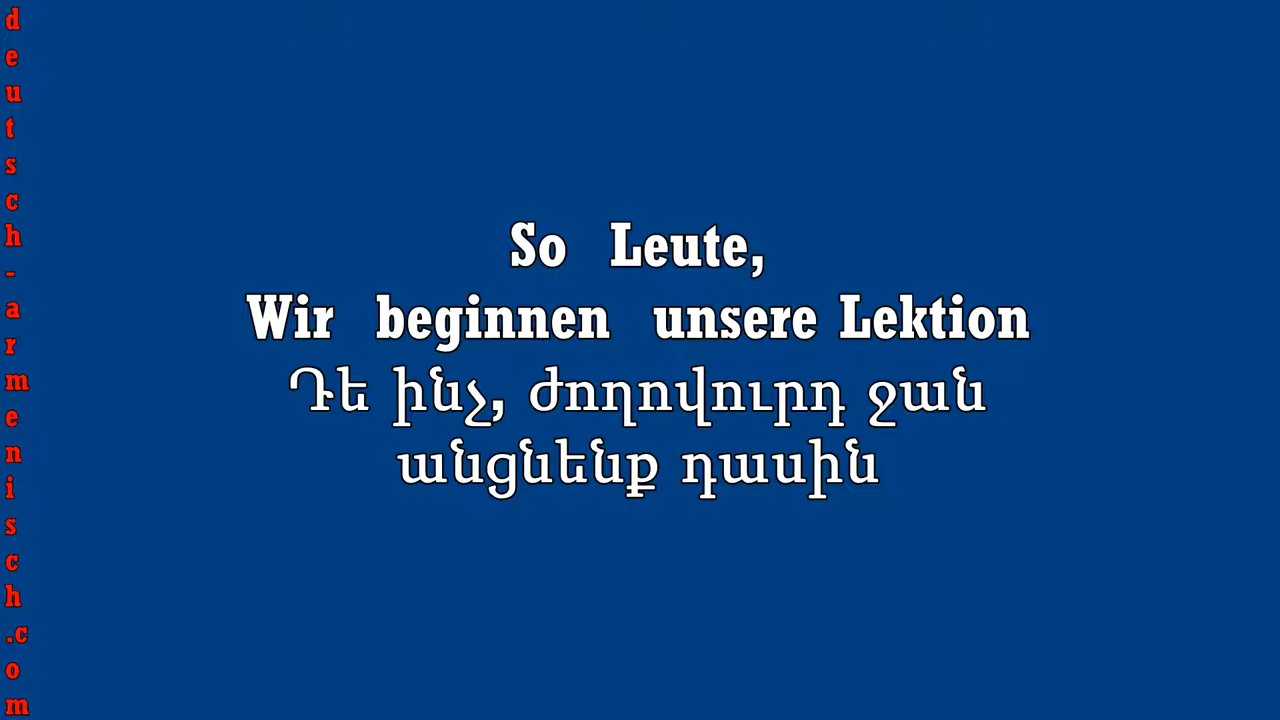 So Leute,
Wir beginnen unsere Lektion
Դե ինչ, ժողովուրդ ջան
անցնենք դասին
deutsch-armenisch.com